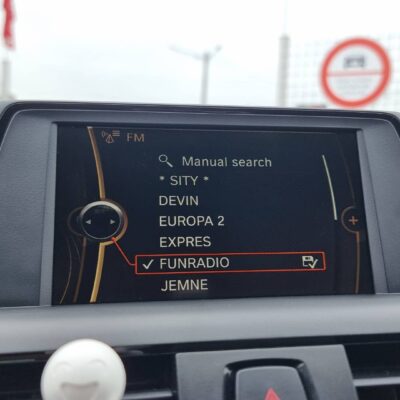 FM
Manual search
* SITY *
DEVIN
EUROPA 2
EXPRES
FUNRADIO
JEMNE